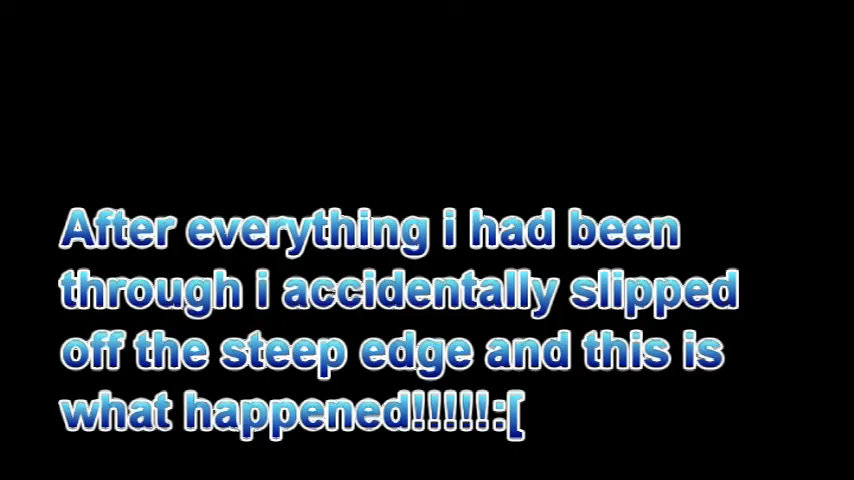 After everything i had been
through i accidentally slipped
off the steep edge and this is
what happened!!!!!:[